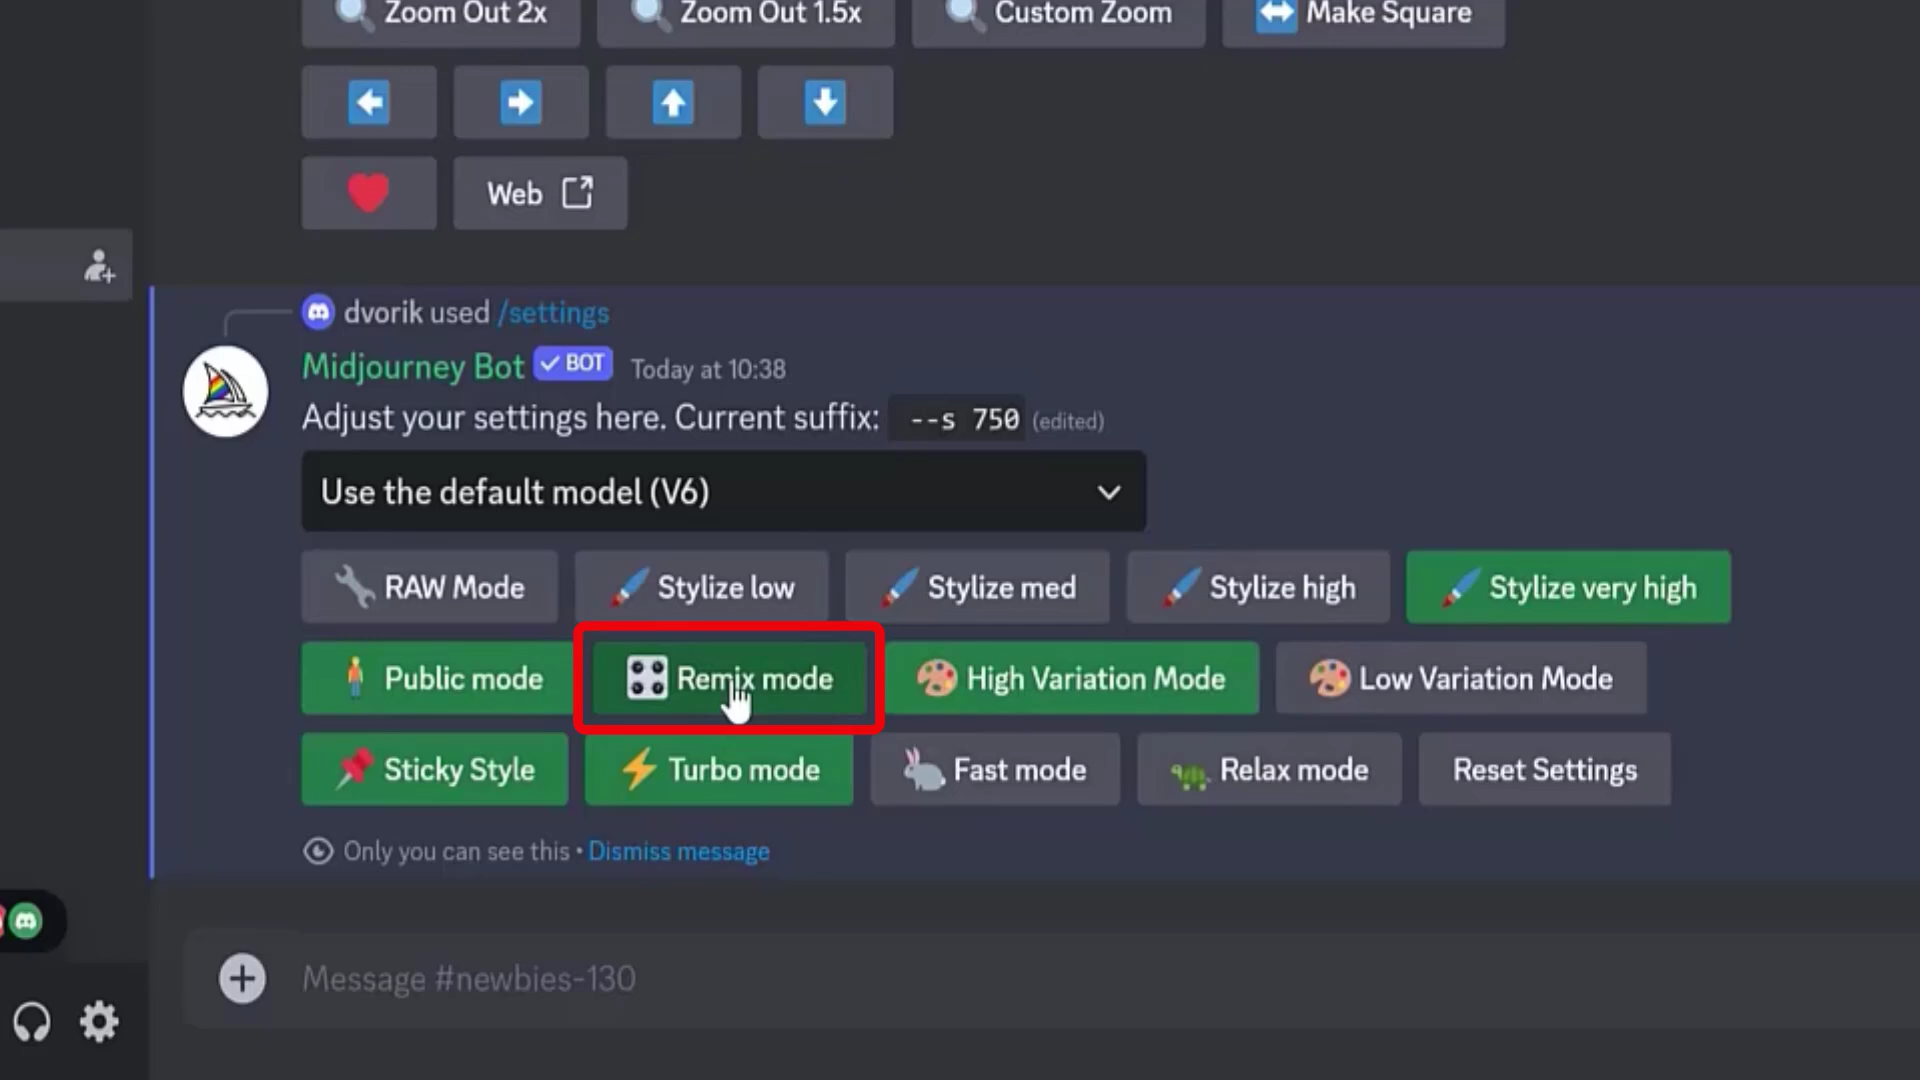 Zoom Out 2x Zoom Out 1.5x Custom Zoom Make Square
Web
dvorik used /settings
Midjourney Bot BOT Today at 10:38
Adjust your settings here. Current suffix: --s 750 (edited)
Use the default model (V6)
RAW Mode Stylize low Stylize med Stylize high Stylize very high
Public mode Remix mode High Variation Mode Low Variation Mode
Sticky Style Turbo mode Fast mode Relax mode Reset Settings
Only you can see this • Dismiss message
Message #newbies-130